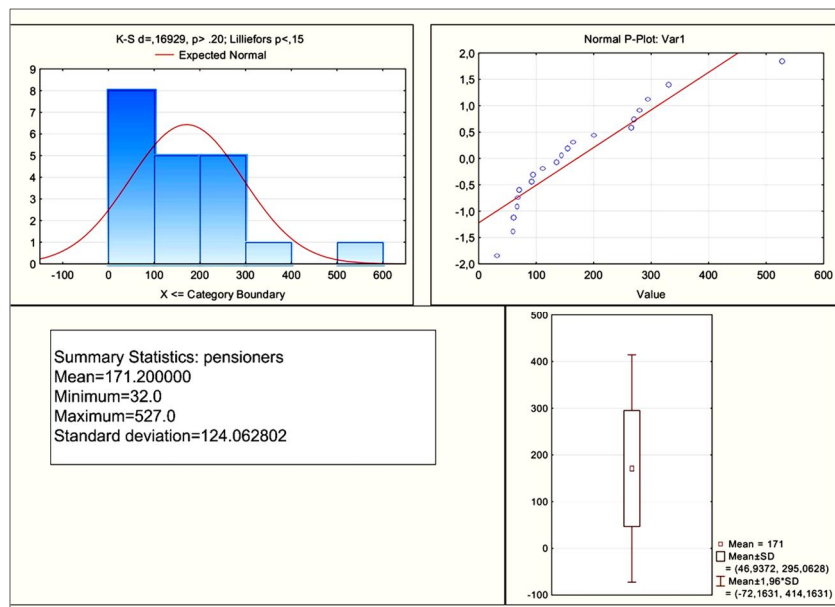 K-S d=,16929, p> .20; Lilliefors p<,15
Expected Normal
9
8
7
6
5
4
3
2
1
0
-100 0 100 200 300 400 500 600
X <= Category Boundary
Normal P-Plot: Var1
2,0
1,5
1,0
0,5
0,0
-0,5
-1,0
1,5
-2,0
0 100 200 300 400 500 600
Value
Summary Statistics: pensioners
Mean=171.200000
Minimum=32.0
Maximum=527.0
Standard deviation=124.062802
500
400
300
200
100
0
-100
Mean = 171
Mean±SD
= (46,9372, 295,0628)
Mean±1,96*SD
= (-72,1631, 414,1631)